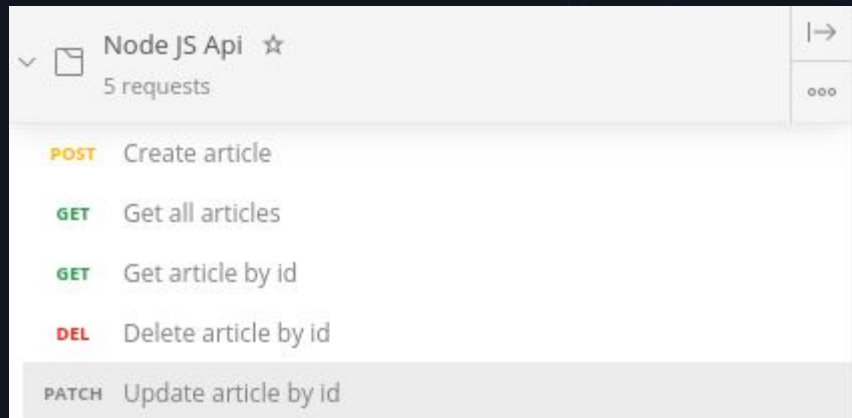 Node JS Api
5 requests
POST Create article
GET Get all articles
GET Get article by id
DEL Delete article by id
PATCH Update article by id